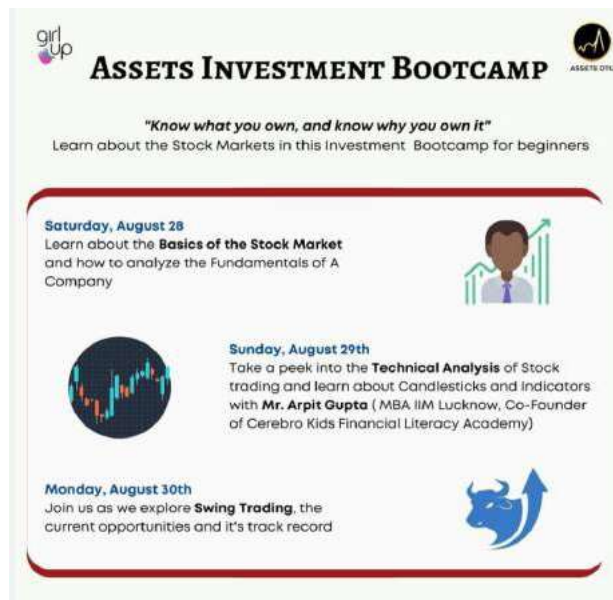 girl
up
ASSETS INVESTMENT BOOTCAMP
"Know what you own, and know why you own it"
Learn about the Stock Markets in this Investment Bootcamp for beginners
Saturday, August 28
Learn about the Basics of the Stock Market
and how to analyze the Fundamentals of A
Company
Sunday, August 29th
Take a peek into the Technical Analysis of Stock
trading and learn about Candlesticks and Indicators
with Mr. Arpit Gupta ( MBA IIM Lucknow, Co-Founder
of Cerebro Kids Financial Literacy Academy)
Monday, August 30th
Join us as we explore Swing Trading, the
current opportunities and it's track record
ASSETS